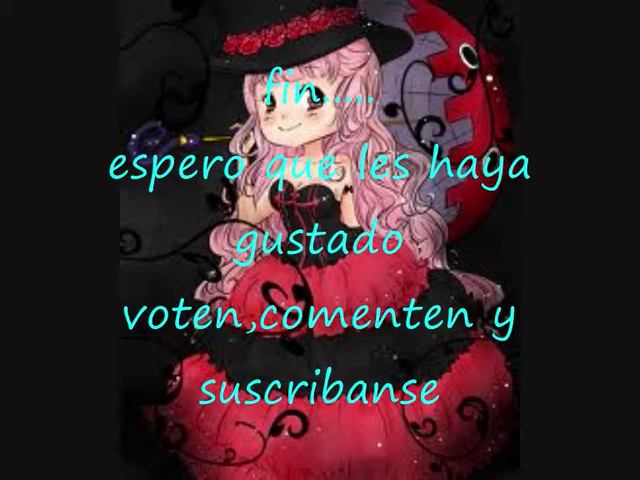 fin.....
espero que les haya
gustado
voten,comenten y
suscribanse